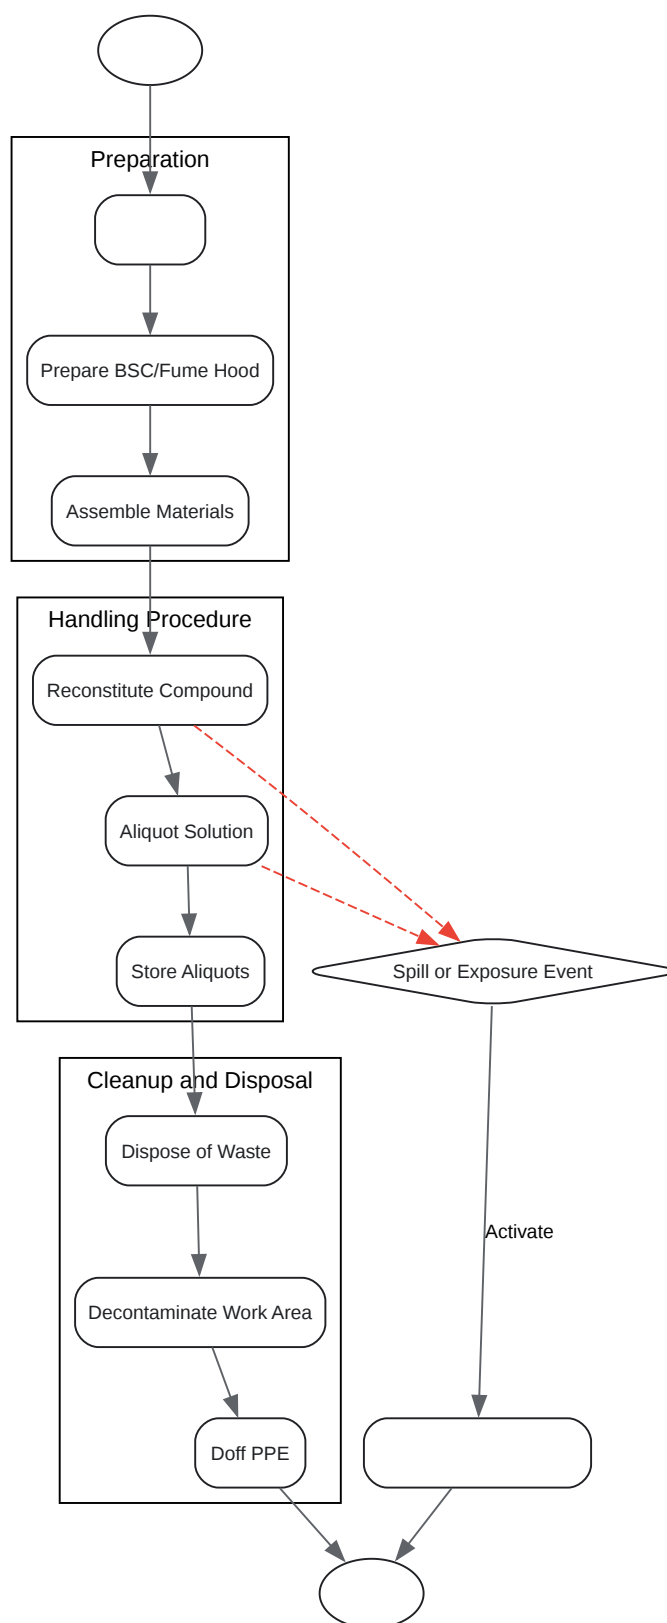 Preparation
Prepare BSC/Fume Hood
Assemble Materials
Handling Procedure
Reconstitute Compound
Aliquot Solution
Store Aliquots
Spill or Exposure Event
Cleanup and Disposal
Dispose of Waste
Activate
Decontaminate Work Area
Doff PPE